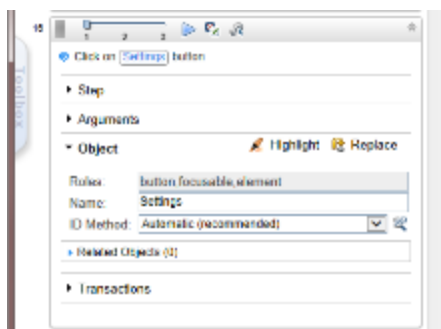 15
1 2 3
Click on Settings button
Toolbox
Step
Arguments
Object
Highlight Replace
Roles: button,focusable,element
Name: Settings
ID Method: Automatic (recommended)
Related Objects (0)
Transactions